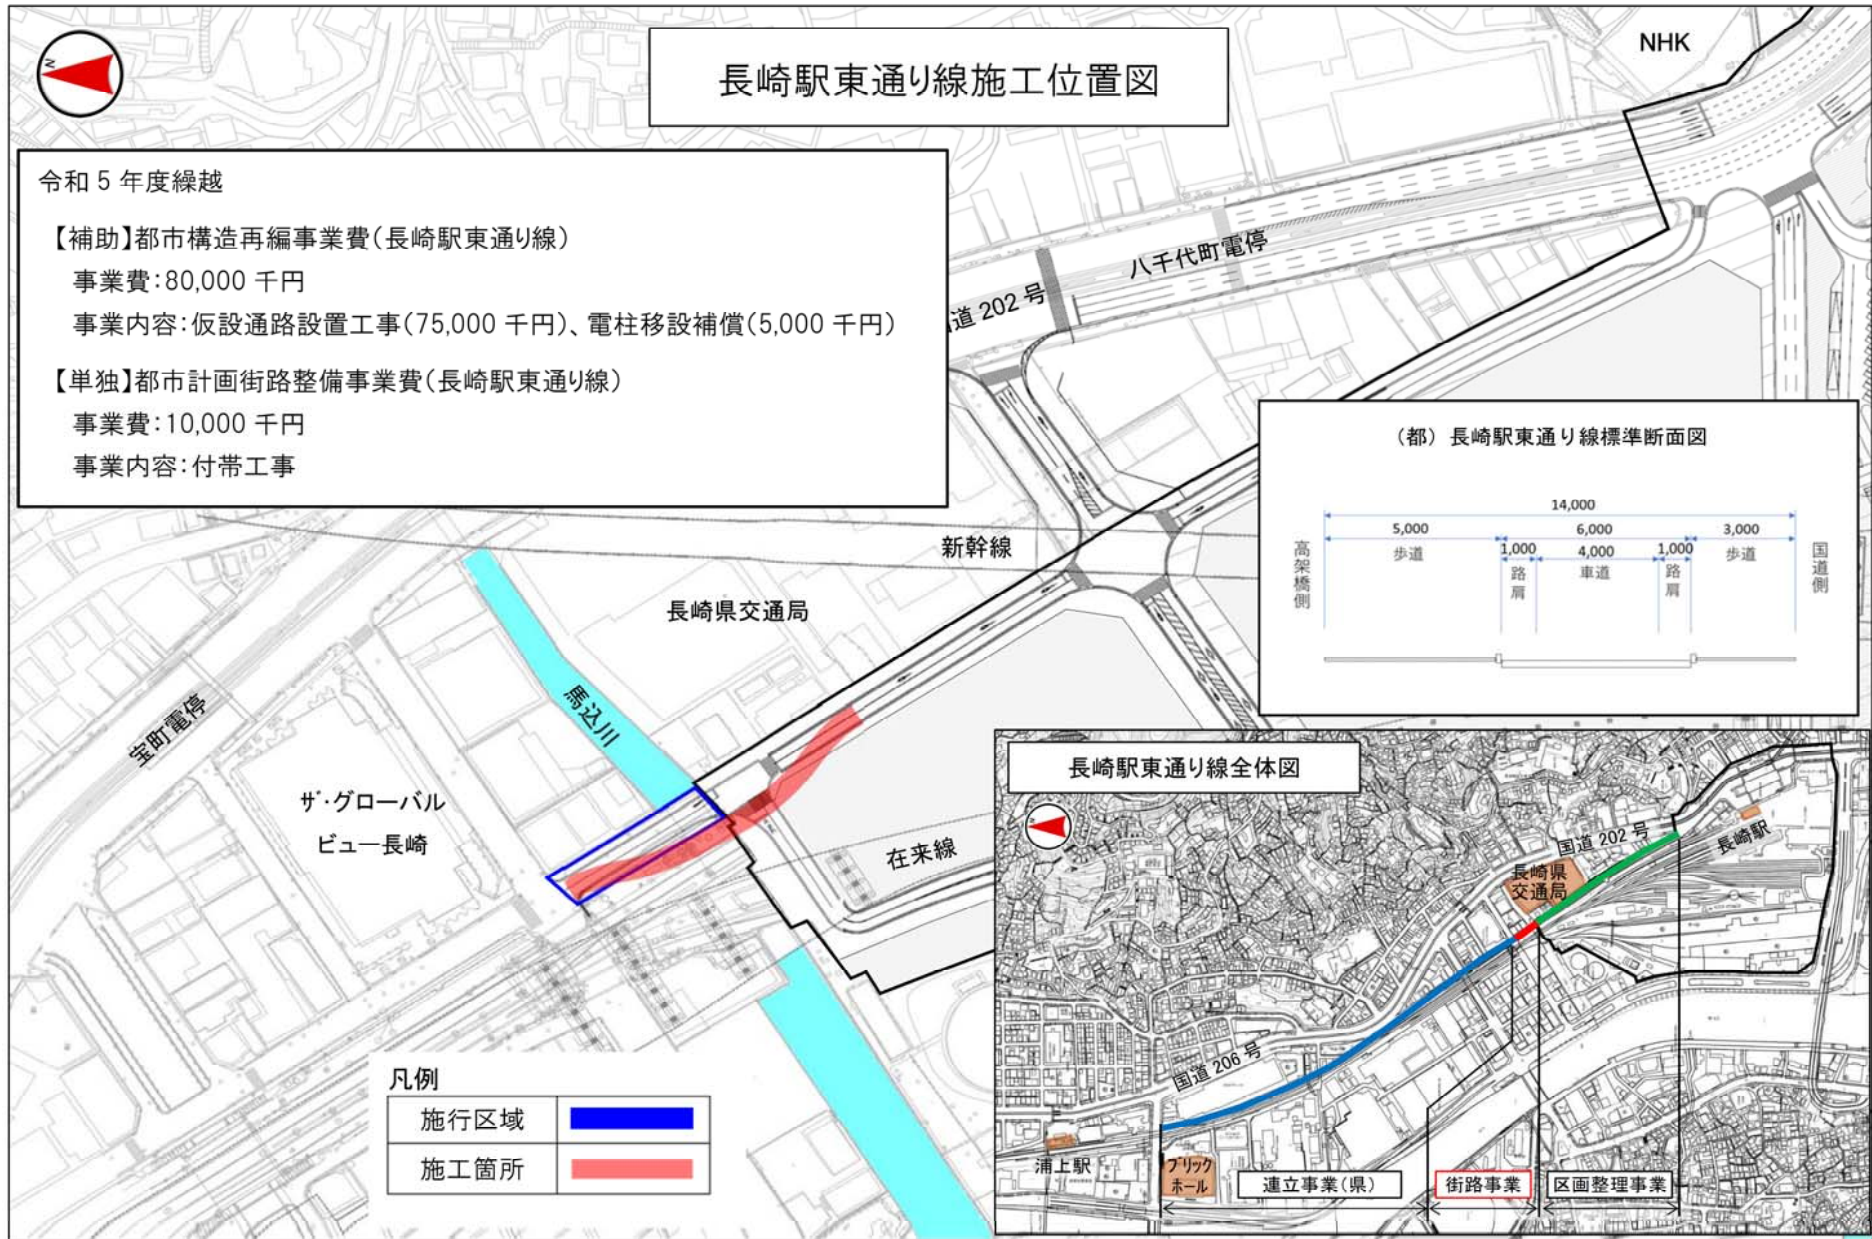 長崎駅東通り線施工位置図
NHK
N
令和5年度繰越
【補助】都市構造再編事業費(長崎駅東通り線)
事業費:80,000 千円
事業内容:仮設通路設置工事(75,000 千円)、電柱移設補償(5,000 千円)
【単独】都市計画街路整備事業費(長崎駅東通り線)
事業費:10,000 千円
事業内容:付帯工事
八千代町電停
道 202 号
新幹線
長崎県交通局
馬込川
宝町電停
ザ・グローバル
ビュー長崎
在来線
(都) 長崎駅東通り線標準断面図
14,000
5,000
6,000
3,000
歩道
1,000
4,000
1,000
歩道
路肩
車道
路肩
高架橋側
国道側
長崎駅東通り線全体図
国道 202 号
長崎駅
長崎県
交通局
国道 206 号
浦上駅
ブリック
ホール
連立事業(県)
街路事業
区画整理事業
凡例
施行区域
施工箇所